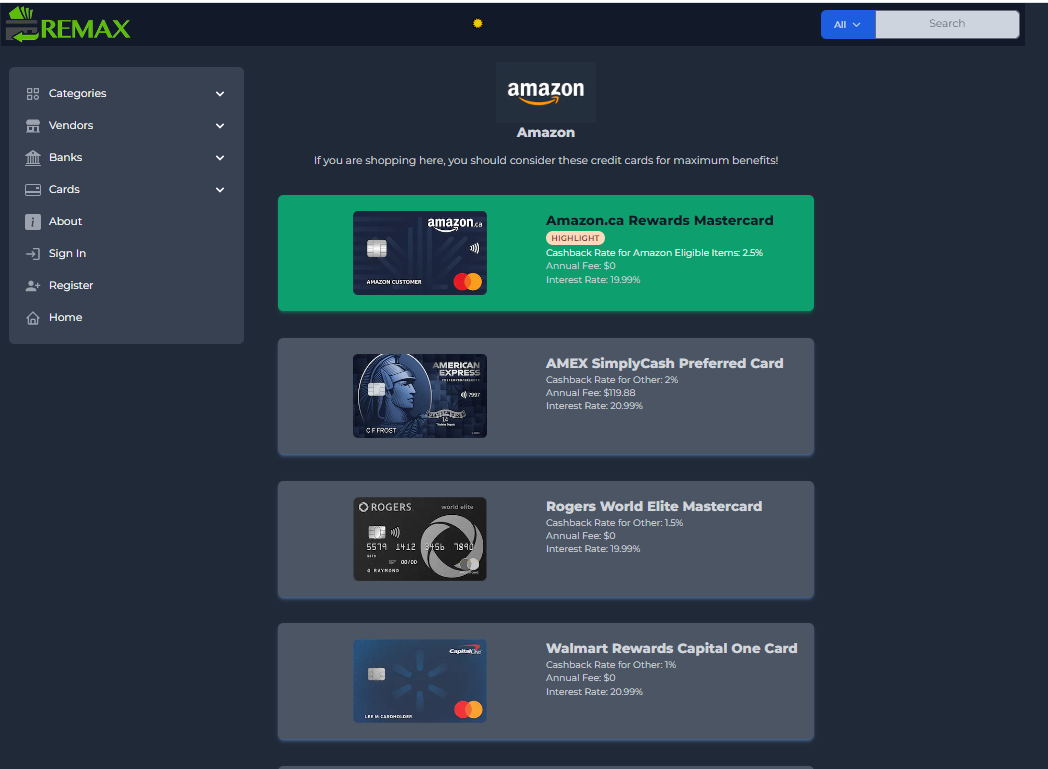 REMAX
All
Search
Categories
Vendors
Banks
Cards
About
Sign In
Register
Home
amazon
Amazon
If you are shopping here, you should consider these credit cards for maximum benefits!
amazon.ca
AMAZON CUSTOMER
Amazon.ca Rewards Mastercard
HIGHLIGHT
Cashback Rate for Amazon Eligible Items: 2.5%
Annual Fee: $0
Interest Rate: 19.99%
AMERICAN
EXPRESS
7997
C F FROST
AMEX SimplyCash Preferred Card
Cashback Rate for Other: 2%
Annual Fee: $119.88
Interest Rate: 20.99%
ROGERS
world elite
5579 1412 3456 7890
00/00
O RAYMOND
Rogers World Elite Mastercard
Cashback Rate for Other: 1.5%
Annual Fee: $0
Interest Rate: 19.99%
Capital One
LEE M CARDHOLDER
Walmart Rewards Capital One Card
Cashback Rate for Other: 1%
Annual Fee: $0
Interest Rate: 20.99%